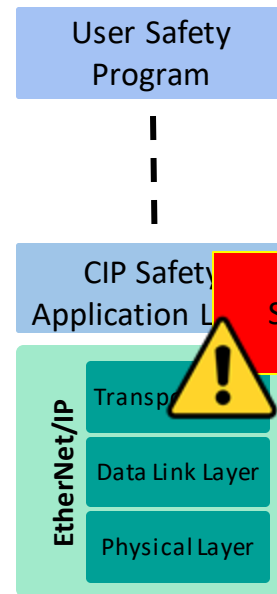 User Safety
Program
CIP Safety
Application L
S
EtherNet/IP
Transp
Data Link Layer
Physical Layer